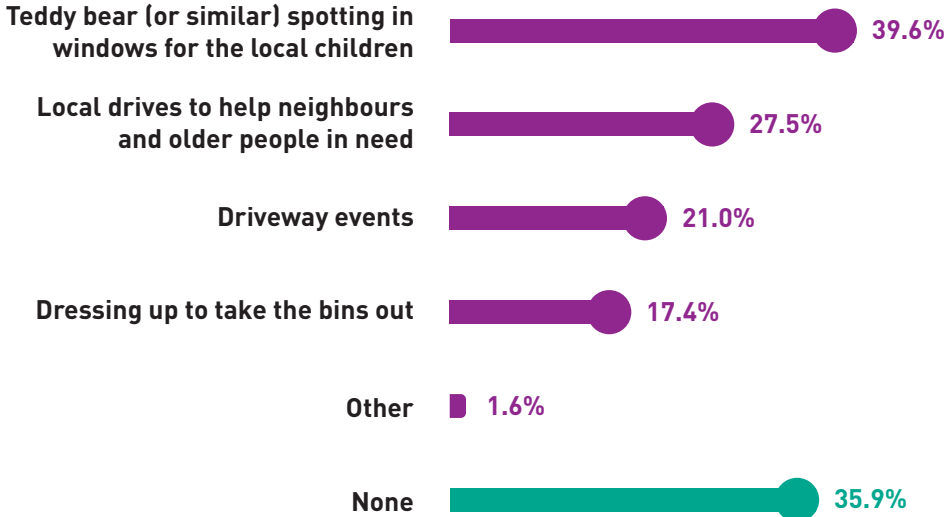 Teddy bear (or similar) spotting in
windows for the local children
39.6%
Local drives to help neighbours
and older people in need
27.5%
Driveway events
21.0%
Dressing up to take the bins out
17.4%
Other
1.6%
None
35.9%